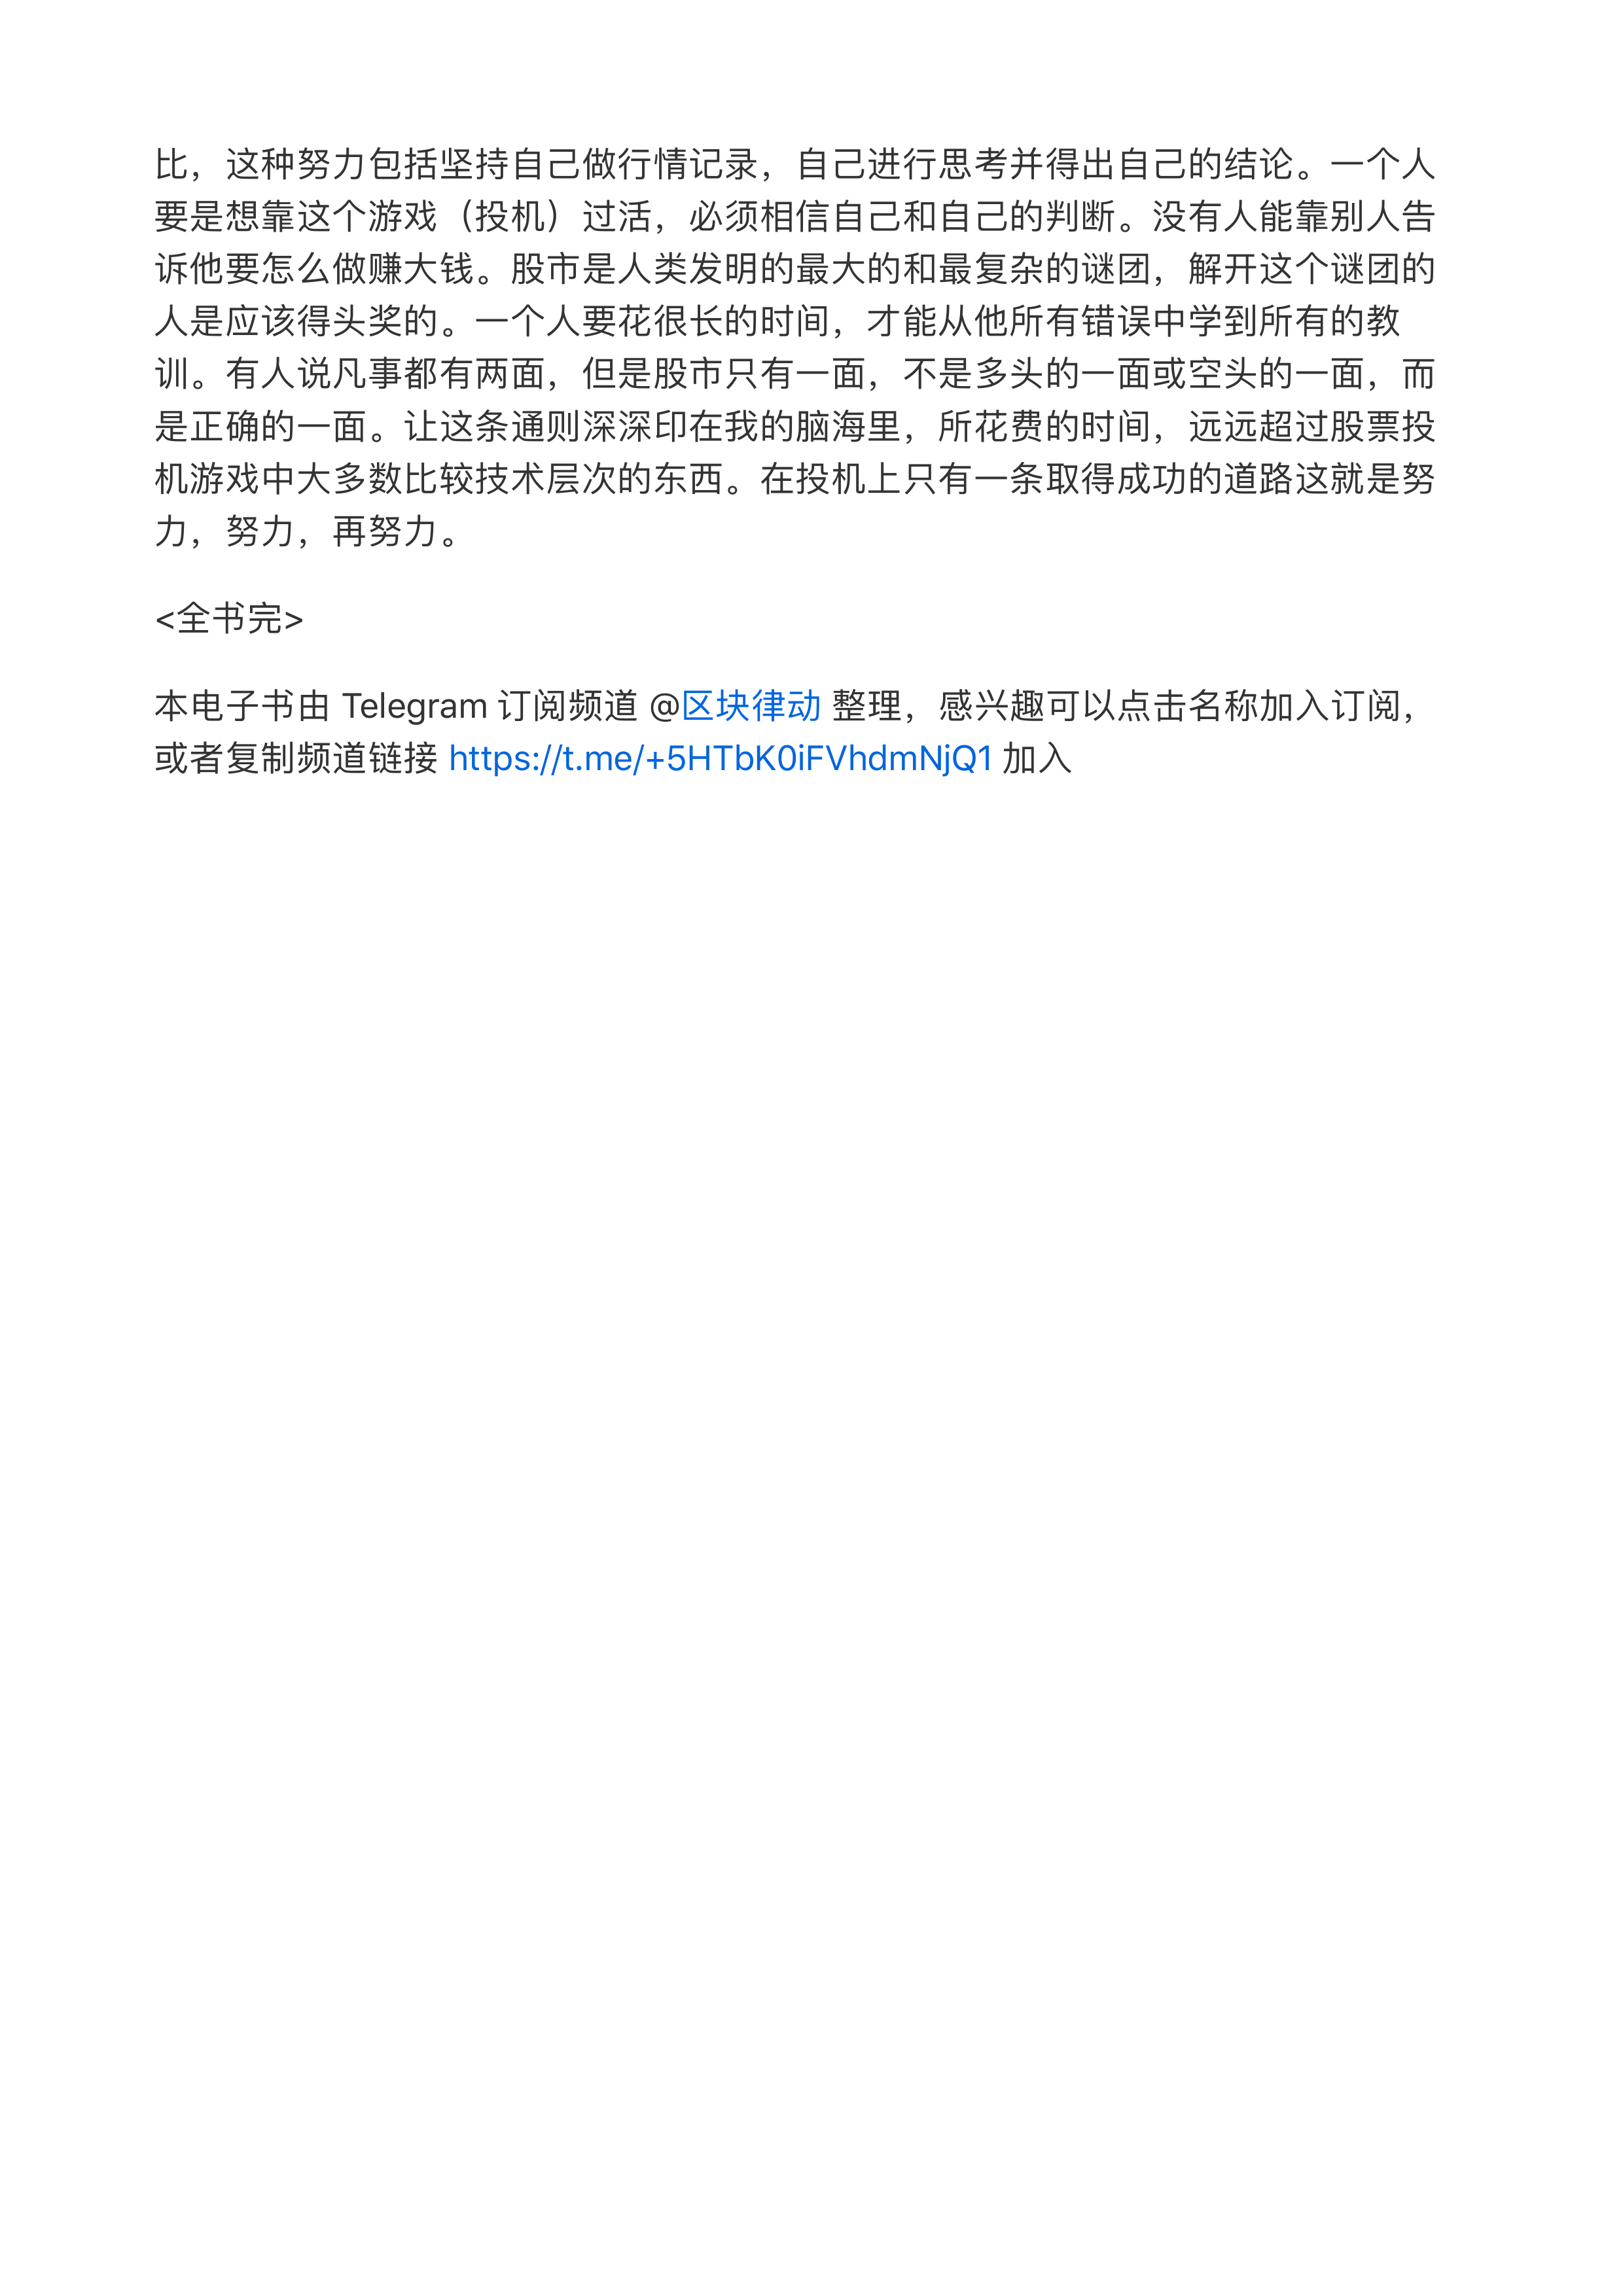 比，这种努力包括坚持自己做行情记录，自己进行思考并得出自己的结论。一个人
要是想靠这个游戏（投机）过活，必须相信自己和自己的判断。没有人能靠别人告
诉他要怎么做赚大钱。股市是人类发明的最大的和最复杂的谜团，解开这个谜团的
人是应该得头奖的。一个人要花很长的时间，才能从他所有错误中学到所有的教
训。有人说凡事都有两面，但是股市只有一面，不是多头的一面或空头的一面，而
是正确的一面。让这条通则深深印在我的脑海里，所花费的时间，远远超过股票投
机游戏中大多数比较技术层次的东西。在投机上只有一条取得成功的道路这就是努
力，努力，再努力。
<全书完>
本电子书由 Telegram 订阅频道 @区块律动 整理，感兴趣可以点击名称加入订阅，
或者复制频道链接 https://t.me/+5HTbK0iFVhdmNjQ1 加入